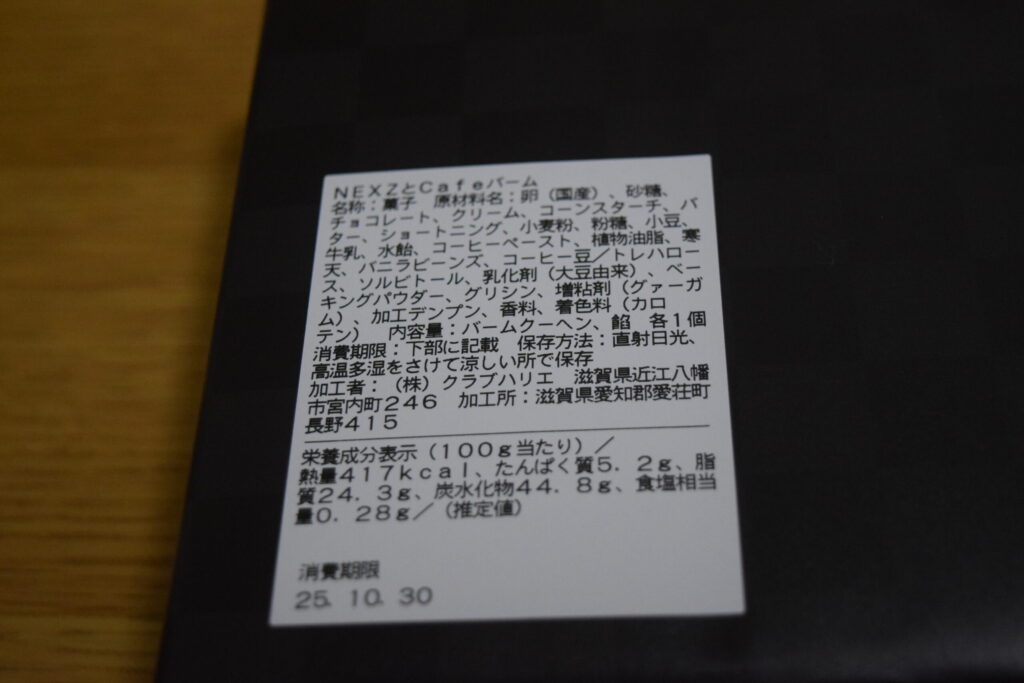 NEXZとCafeバーム
名称：菓子　原材料名：卵（国産）、砂糖、
チョコレート、クリーム、コーンスターチ、バ
ター、ショートニング、小麦粉、粉糖、小豆、
牛乳、水飴、コーヒーペースト、植物油脂、寒
天、バニラビーンズ、コーヒー豆／トレハロー
ス、ソルビトール、乳化剤（大豆由来）、ベー
キングパウダー、グリシン、増粘剤（グァーガ
ム）、加工デンプン、香料、着色料（カロ
テン）　内容量：バームクーヘン、餡　各1個
消費期限：下部に記載　保存方法：直射日光、
高温多湿をさけて涼しい所で保存
加工者：（株）クラブハリエ　滋賀県近江八幡
市宮内町246　加工所：滋賀県愛知郡愛荘町
長野415
栄養成分表示（100g当たり）／
熱量417kcal、たんぱく質5．2g、脂
質24．3g、炭水化物44．8g、食塩相当
量0．28g／（推定値）
消費期限
25. 10. 30